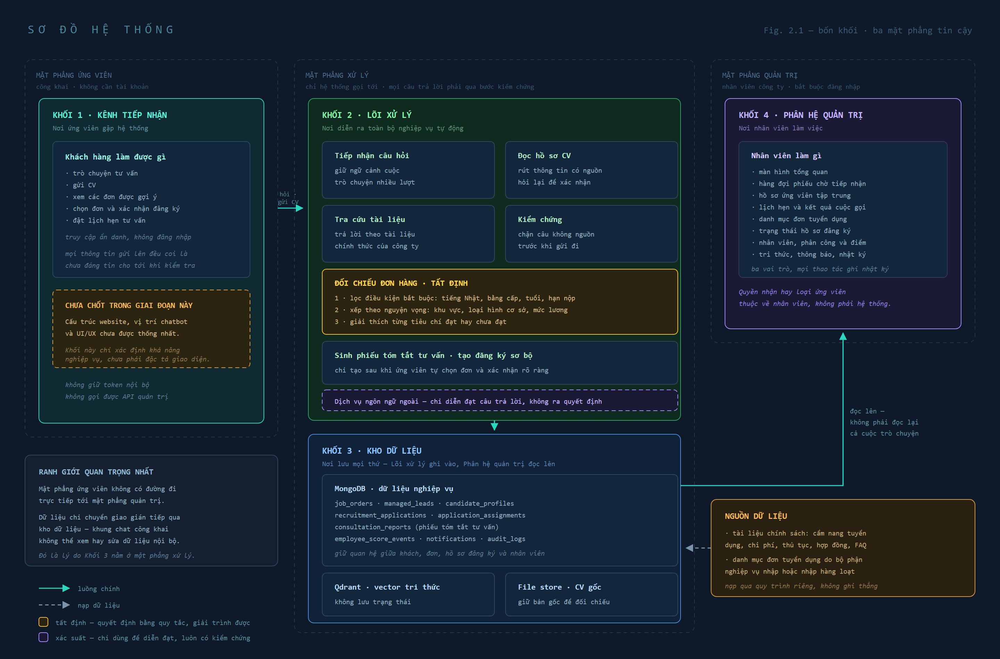 SƠ ĐỒ HỆ THỐNG
Fig. 2.1 — bốn khối · ba mặt phẳng tin cậy
MẶT PHẲNG ỨNG VIÊN
công khai · không cần tài khoản
KHỐI 1 · KÊNH TIẾP NHẬN
Nơi ứng viên gặp hệ thống
Khách hàng làm được gì
· trò chuyện tư vấn
· gửi CV
· xem các đơn được gợi ý
· chọn đơn và xác nhận đăng ký
· đặt lịch hẹn tư vấn
truy cập ẩn danh, không đăng nhập
mọi thông tin gửi lên đều coi là
chưa đáng tin cho tới khi kiểm tra
CHƯA CHỐT TRONG GIAI ĐOẠN NÀY
Cấu trúc website, vị trí chatbot
và UI/UX chưa được thống nhất.
Khối này chỉ xác định khả năng
nghiệp vụ, chưa phải đặc tả giao diện.
không giữ token nội bộ
không gọi được API quản trị
hỏi ·
gửi CV
MẶT PHẲNG XỬ LÝ
chỉ hệ thống gọi tới · mọi câu trả lời phải qua bước kiểm chứng
KHỐI 2 · LÕI XỬ LÝ
Nơi diễn ra toàn bộ nghiệp vụ tự động
Tiếp nhận câu hỏi
giữ ngữ cảnh cuộc
trò chuyện nhiều lượt
Đọc hồ sơ CV
rút thông tin có nguồn
hỏi lại để xác nhận
Tra cứu tài liệu
trả lời theo tài liệu
chính thức của công ty
Kiểm chứng
chặn câu không nguồn
trước khi gửi đi
ĐỐI CHIẾU ĐƠN HÀNG · TẤT ĐỊNH
1 · lọc điều kiện bắt buộc: tiếng Nhật, bằng cấp, tuổi, hạn nộp
2 · xếp theo nguyện vọng: khu vực, loại hình cơ sở, mức lương
3 · giải thích từng tiêu chí đạt hay chưa đạt
Sinh phiếu tóm tắt tư vấn · tạo đăng ký sơ bộ
chỉ tạo sau khi ứng viên tự chọn đơn và xác nhận rõ ràng
Dịch vụ ngôn ngữ ngoài — chỉ diễn đạt câu trả lời, không ra quyết định
KHỐI 3 · KHO DỮ LIỆU
Nơi lưu mọi thứ — Lõi xử lý ghi vào, Phân hệ quản trị đọc lên
MongoDB · dữ liệu nghiệp vụ
job_orders · managed_leads · candidate_profiles
recruitment_applications · application_assignments
consultation_reports (phiếu tóm tắt tư vấn)
employee_score_events · notifications · audit_logs
giữ quan hệ giữa khách, đơn, hồ sơ đăng ký và nhân viên
Qdrant · vector tri thức
không lưu trạng thái
File store · CV gốc
giữ bản gốc để đối chiếu
MẶT PHẲNG QUẢN TRỊ
nhân viên công ty · bắt buộc đăng nhập
KHỐI 4 · PHÂN HỆ QUẢN TRỊ
Nơi nhân viên làm việc
Nhân viên làm gì
· màn hình tổng quan
· hàng đợi phiếu chờ tiếp nhận
· hồ sơ ứng viên tập trung
· lịch hẹn và kết quả cuộc gọi
· danh mục đơn tuyển dụng
· trạng thái hồ sơ đăng ký
· nhân viên, phân công và điểm
· tri thức, thông báo, nhật ký
ba vai trò, mọi thao tác ghi nhật ký
Quyền nhận hay loại ứng viên
thuộc về nhân viên, không phải hệ thống.
đọc lên —
không phải đọc lại
cả cuộc trò chuyện
NGUỒN DỮ LIỆU
· tài liệu chính sách: cẩm nang tuyển
dụng, chi phí, thủ tục, hợp đồng, FAQ
· danh mục đơn tuyển dụng do bộ phận
nghiệp vụ nhập hoặc nhập hàng loạt
nạp qua quy trình riêng, không ghi thẳng
RANH GIỚI QUAN TRỌNG NHẤT
Mặt phẳng ứng viên không có đường đi
trực tiếp tới mặt phẳng quản trị.
Dữ liệu chỉ chuyển giao gián tiếp qua
kho dữ liệu — khung chat công khai
không thể xem hay sửa dữ liệu nội bộ.
Đó là lý do Khối 3 nằm ở mặt phẳng xử lý.
luồng chính
nạp dữ liệu
tất định — quyết định bằng quy tắc, giải trình được
xác suất — chỉ dùng để diễn đạt, luôn có kiểm chứng